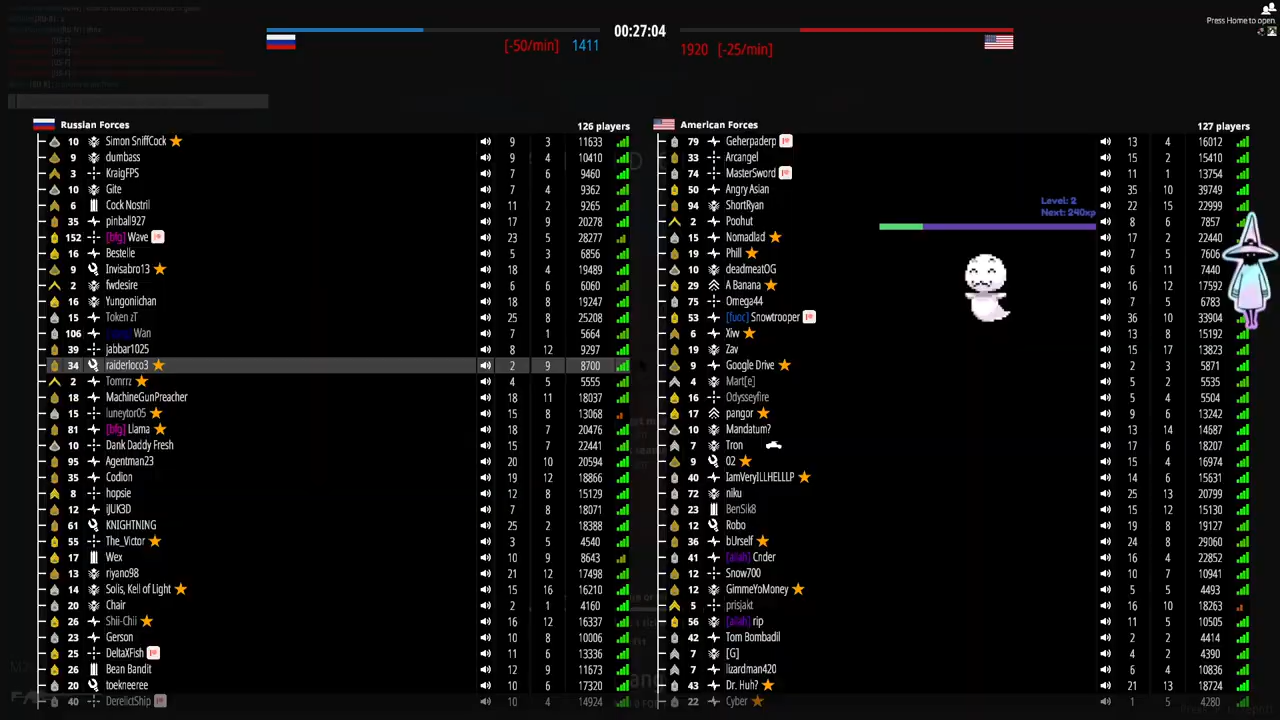 Press Home to open
00:27:04
[-50/min] 1411
1920 [-25/min]
Russian Forces 126 players
10 Simon SniffCock 9 3 11633
9 dumbass 9 4 10410
3 KraigFPS 7 6 9460
10 Gite 7 4 9362
6 Cock Nostril 11 2 9265
35 pinball927 17 9 20278
152 [bfg] Wave 23 5 28277
16 Bestelle 5 3 6856
9 Invisabro13 18 4 19489
2 fwdesire 6 6 6060
16 Yungoniichan 18 8 19247
15 Token zT 25 8 25208
106 Wan 7 1 5664
39 jabbar1025 8 12 9297
34 raiderloco3 2 9 8700
2 Tomrrz 4 5 5555
18 MachineGunPreacher 18 11 18037
15 luneytor05 15 8 13068
81 [bfg] Llama 18 7 20476
10 Dank Daddy Fresh 15 7 22441
95 Agentman23 20 10 20594
35 Codion 19 12 18866
8 hopsie 12 8 15129
12 iJUK3D 7 8 18071
61 KNIGHTNING 25 2 18388
55 The_Victor 3 5 4540
17 Wex 10 9 8643
13 riyano98 21 12 17498
14 Solis, Kell of Light 15 16 16210
20 Chair 2 1 4160
26 Shii-Chii 16 12 16337
23 Gerson 10 8 10006
25 DeltaXFish 11 6 13336
26 Bean Bandit 12 9 11673
20 toekneeree 10 6 17320
40 DerelictShip 10 4 14924
American Forces 127 players
79 Geherpaderp 13 4 16012
33 Arcangel 15 2 15410
74 MasterSword 11 1 13754
50 Angry Asian 35 10 39749
94 ShortRyan 22 15 22999
2 Poohut 8 6 7857
15 Nomadlad 17 2 22440
19 Phill 7 5 7606
10 deadmeatOG 6 11 7440
29 A Banana 16 12 17592
75 Omega44 7 5 6783
53 [fuoc] Snowtrooper 36 10 33904
6 Xivv 13 8 15192
19 Zav 15 17 13823
9 Google Drive 2 3 5871
4 Mart[e] 5 2 5535
16 Odysseyfire 5 4 5504
17 pangor 9 6 13242
10 Mandatum? 13 14 14687
7 Tron 17 6 18207
9 02 15 4 16974
40 IamVeryILLHELLLP 14 6 15631
72 niku 25 13 20799
23 BenSik8 15 12 15130
12 Robo 19 8 19127
36 bUrself 24 8 29060
41 [allah] Cnder 16 4 22852
12 Snow700 10 7 10941
12 GimmeYoMoney 5 5 4493
5 prisjakt 16 10 18263
56 [allah] rip 11 5 10505
42 Tom Bombadil 2 2 4414
7 [G] 4 2 4390
7 lizardman420 6 4 10836
43 Dr. Huh? 21 13 18724
22 Cyber 1 5 4280
Level: 2
Next: 240xp